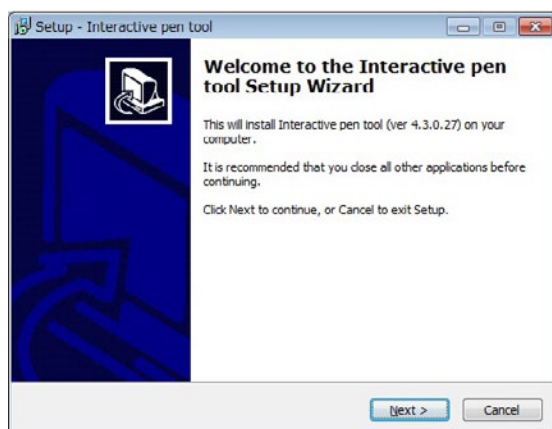 Setup - Interactive pen tool
Welcome to the Interactive pen
tool Setup Wizard
This will install Interactive pen tool (ver 4.3.0.27) on your
computer.
It is recommended that you close all other applications before
continuing.
Click Next to continue, or Cancel to exit Setup.
Next >
Cancel